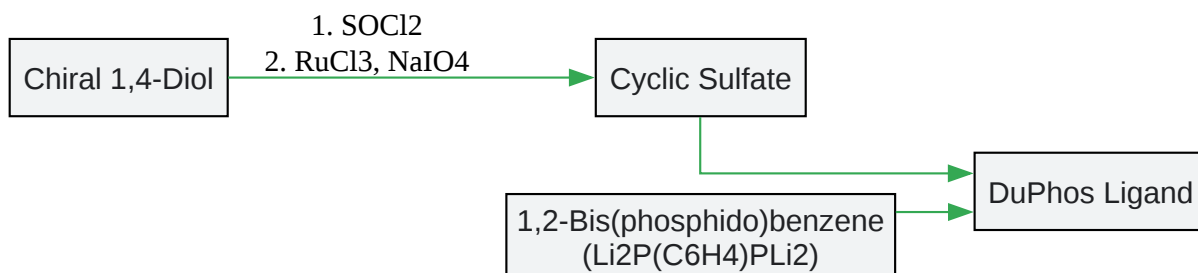 1. SOCl2
2. RuCl3, NaIO4
Chiral 1,4-Diol
Cyclic Sulfate
DuPhos Ligand
1,2-Bis(phosphido)benzene
(Li2P(C6H4)PLi2)